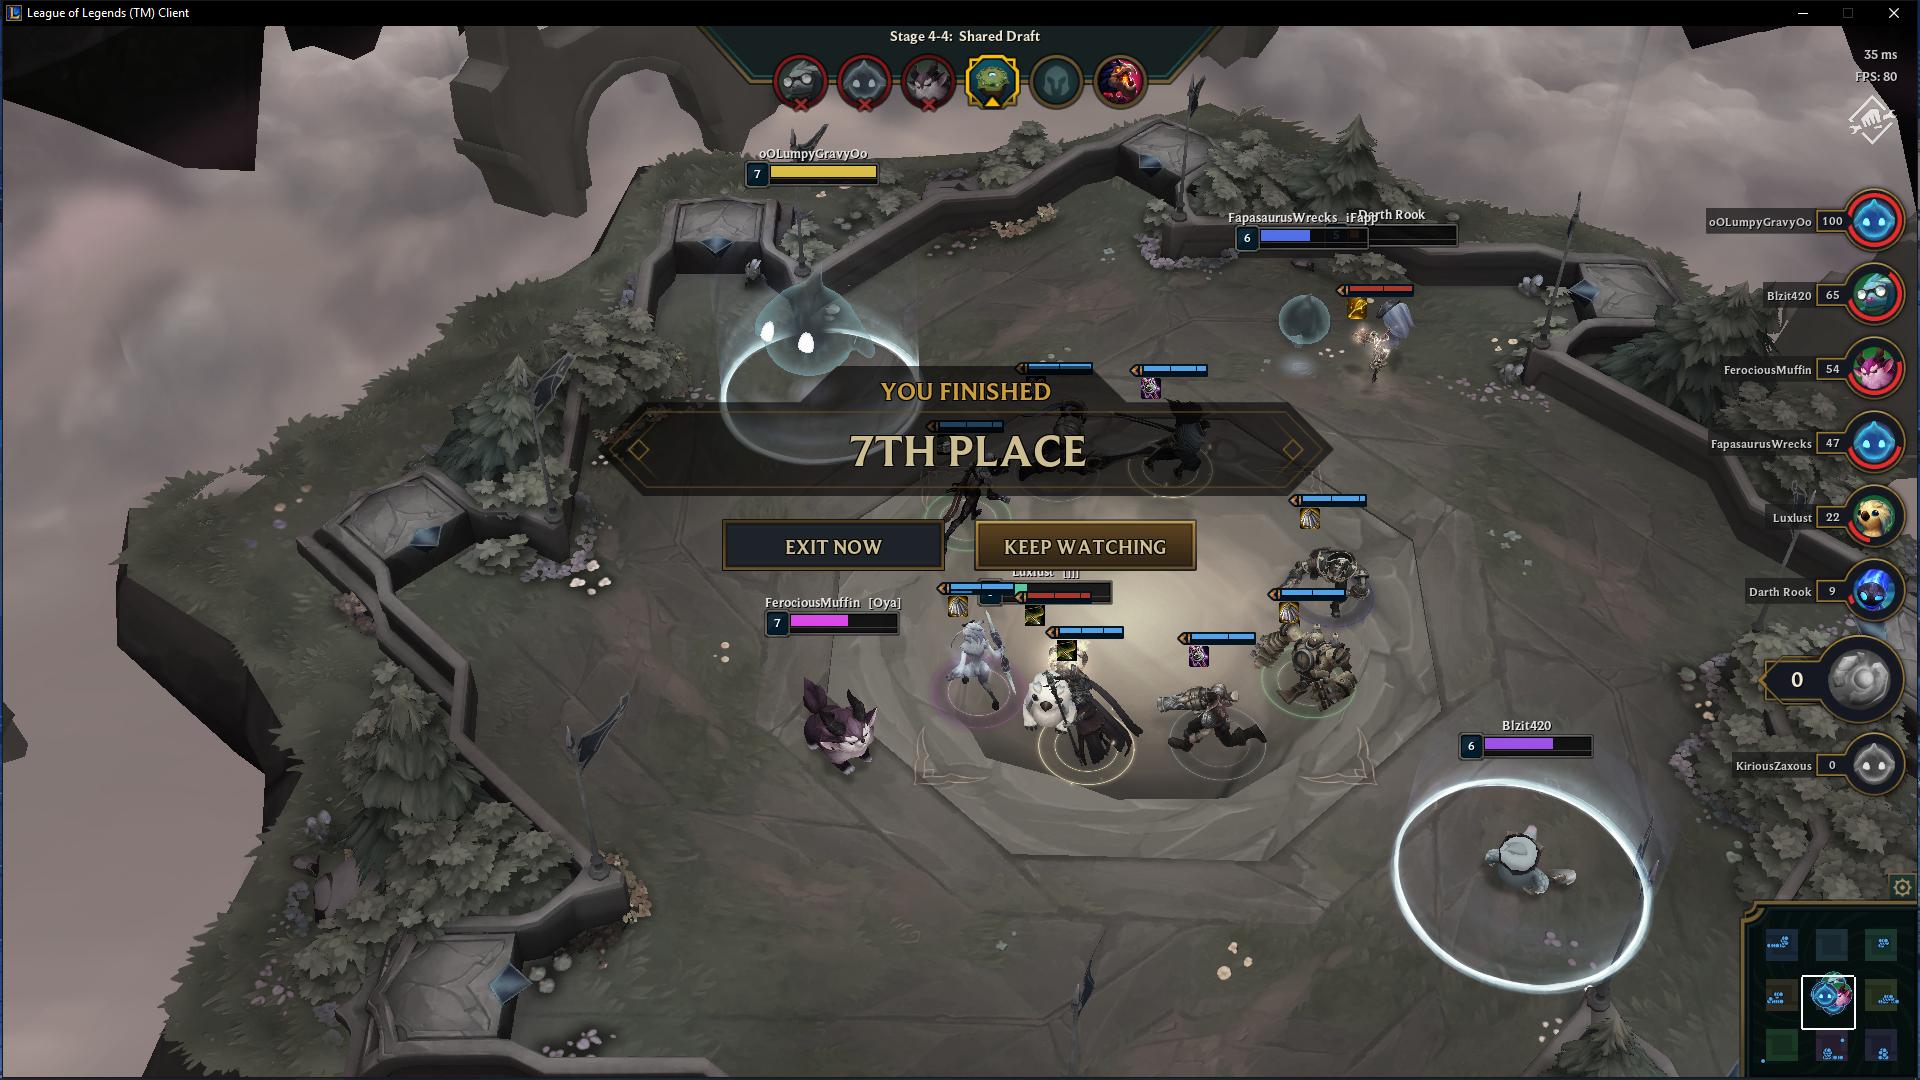 League of Legends (TM) Client
Stage 4-4: Shared Draft
35 ms
FPS: 80
oOLumpyGravyOo
7
FapasaurusWrecks
Darth Rook
6
5
oOLumpyGravyOo 100
Blzit420 65
FerociousMuffin 54
FapasaurusWrecks 47
Luxlust 22
Darth Rook 9
0
KiriousZaxous 0
YOU FINISHED
7TH PLACE
EXIT NOW
KEEP WATCHING
Luxlust
FerociousMuffin [Oya]
7
Blzit420
6